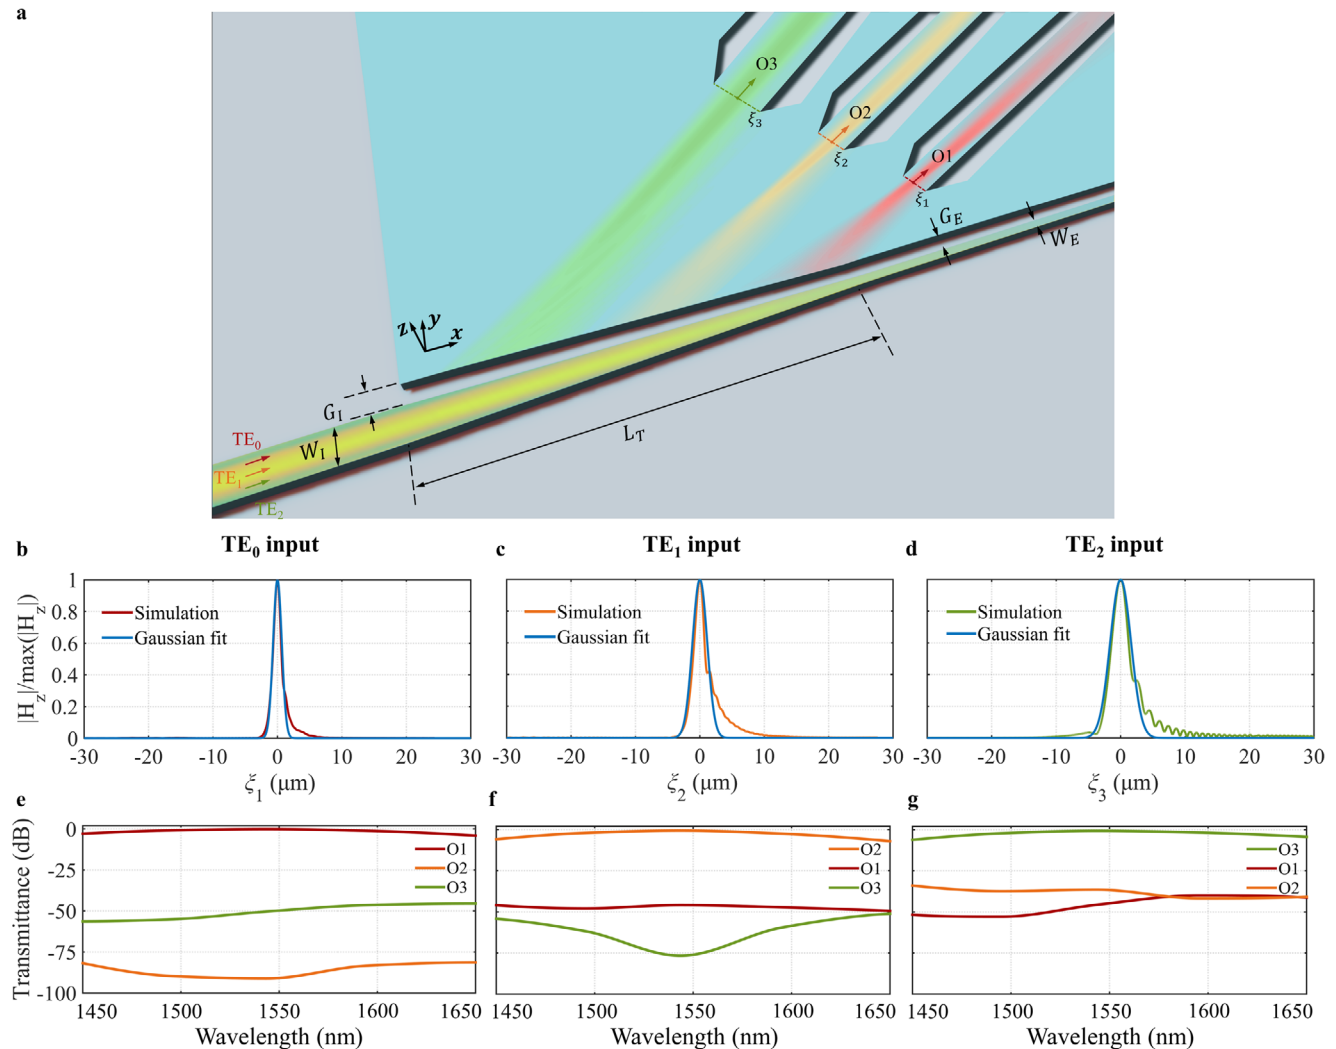 a
O3
ξ3
O2
ξ2
O1
ξ1
GE
WE
z y x
GI
WI
LT
TE0
TE1
TE2
b TE0 input c TE1 input d TE2 input
|Hz|/max(|Hz|)
1
0.8
0.6
0.4
0.2
0
Simulation
Gaussian fit
Simulation
Gaussian fit
Simulation
Gaussian fit
-30 -20 -10 0 10 20 30
-30 -20 -10 0 10 20 30
-30 -20 -10 0 10 20 30
ξ1 (μm) ξ2 (μm) ξ3 (μm)
e f g
Transmittance (dB)
0
-25
-50
-75
-100
O1
O2
O3
O2
O1
O3
O3
O1
O2
1450 1500 1550 1600 1650
1450 1500 1550 1600 1650
1450 1500 1550 1600 1650
Wavelength (nm) Wavelength (nm) Wavelength (nm)